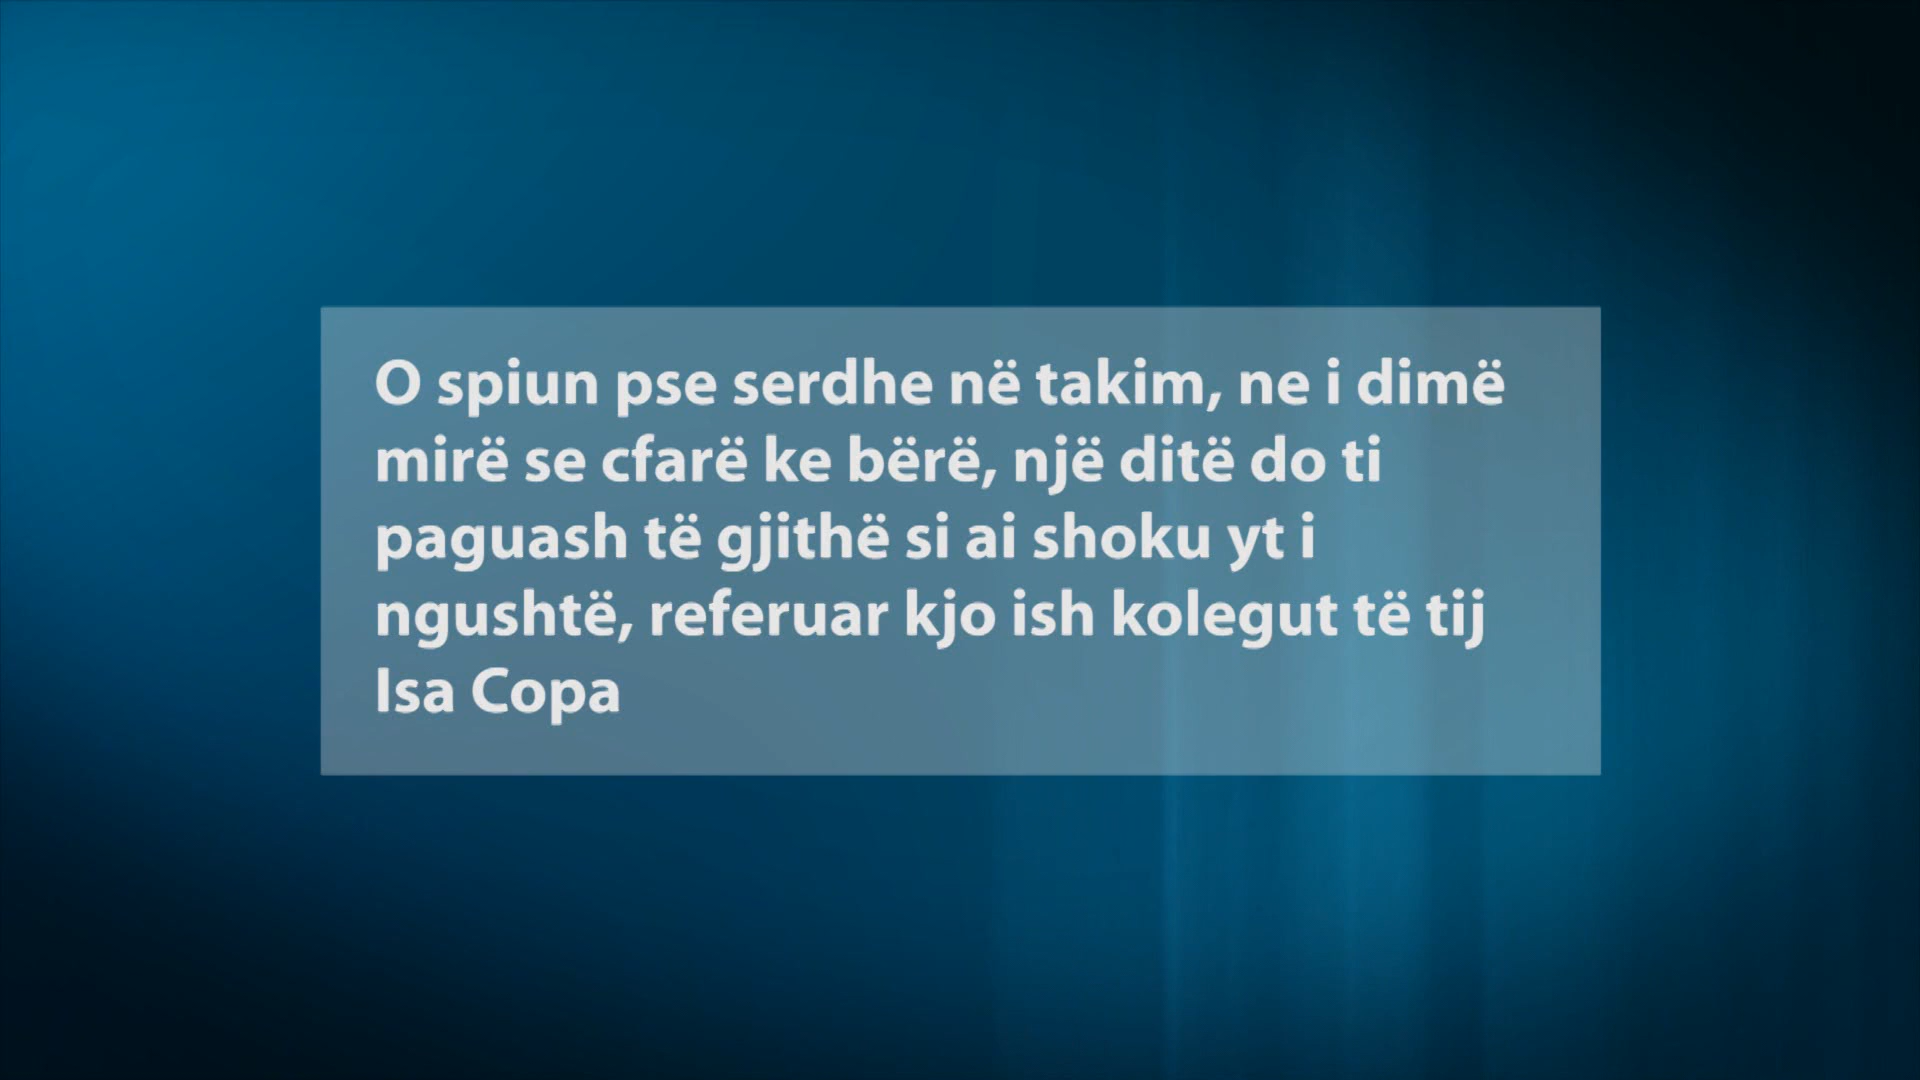 O spiun pse serdhe në takim, ne i dimë
mirë se cfarë ke bërë, një ditë do ti
paguash të gjithë si ai shoku yt i
ngushtë, referuar kjo ish kolegut të tij
Isa Copa